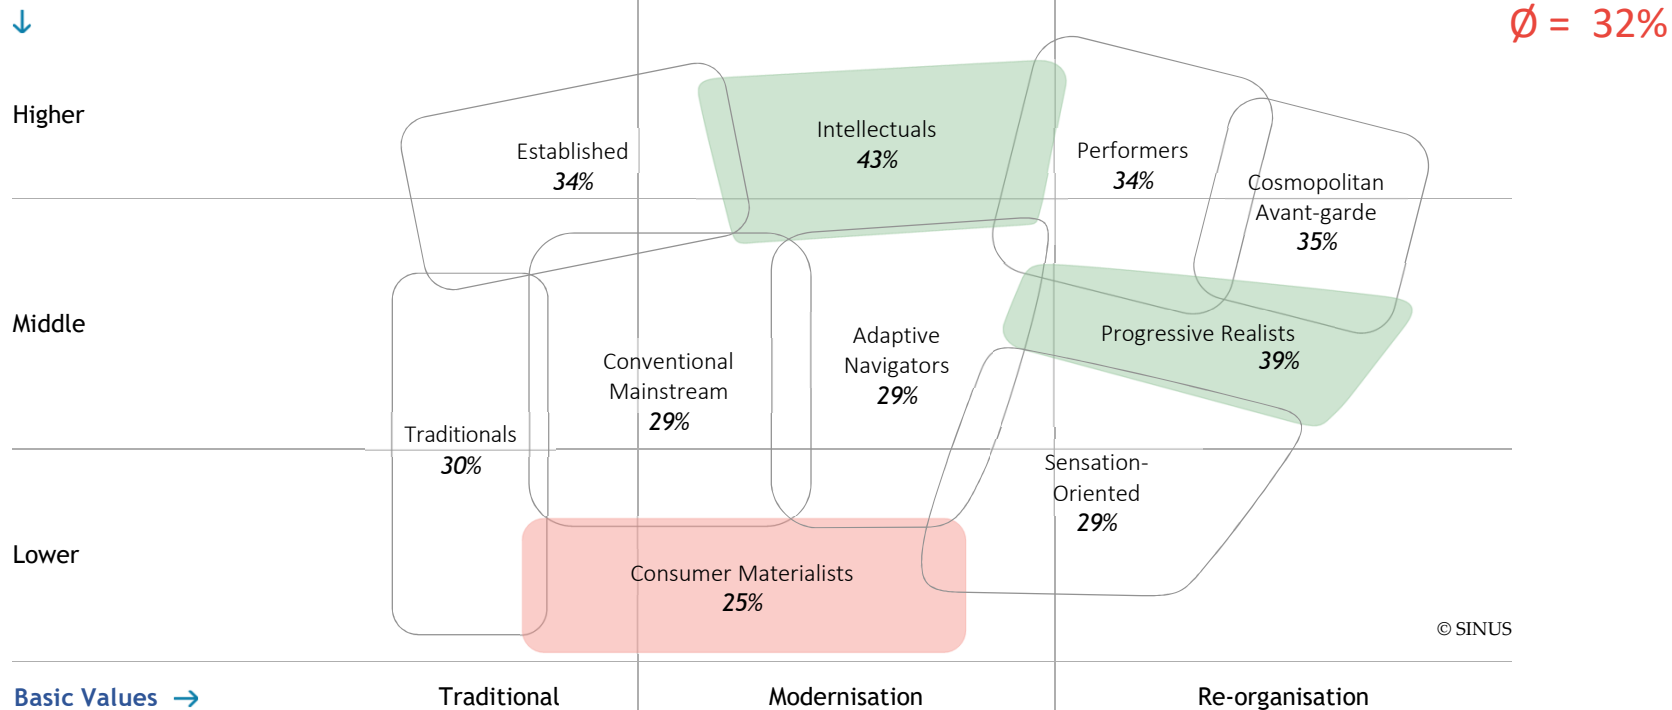 ↓
Ø = 32%
Higher
Established
34%
Intellectuals
43%
Performers
34%
Cosmopolitan
Avant-garde
35%
Middle
Conventional
Mainstream
29%
Adaptive
Navigators
29%
Progressive Realists
39%
Traditionals
30%
Sensation-
Oriented
29%
Lower
Consumer Materialists
25%
© SINUS
Basic Values →
Traditional
Modernisation
Re-organisation